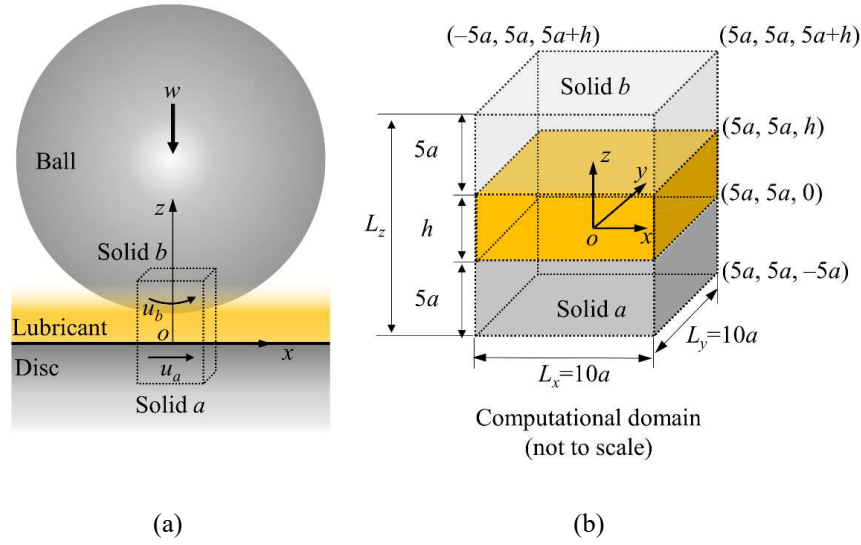 w
Ball
z
Solid b
u_b
Lubricant
o
x
Disc
u_a
Solid a
(a)
(−5a, 5a, 5a+h)
(5a, 5a, 5a+h)
Solid b
(5a, 5a, h)
5a
z
y
(5a, 5a, 0)
L_z
h
o
x
(5a, 5a, −5a)
5a
Solid a
L_y=10a
L_x=10a
Computational domain
(not to scale)
(b)